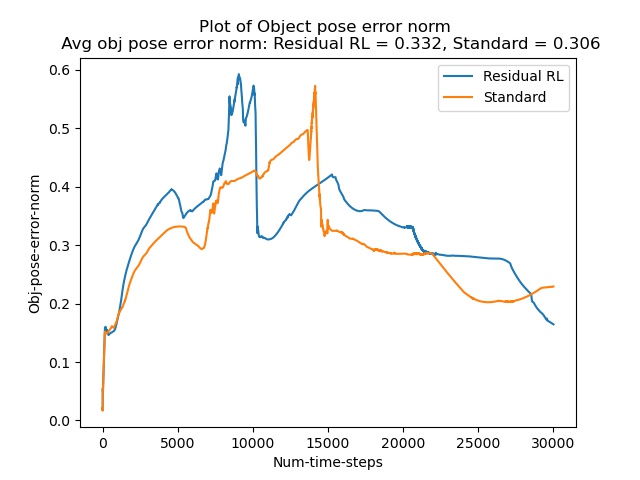 Plot of Object pose error norm
Avg obj pose error norm: Residual RL = 0.332, Standard = 0.306
Residual RL
Standard
Obj-pose-error-norm
0.6
0.5
0.4
0.3
0.2
0.1
0.0
0 5000 10000 15000 20000 25000 30000
Num-time-steps